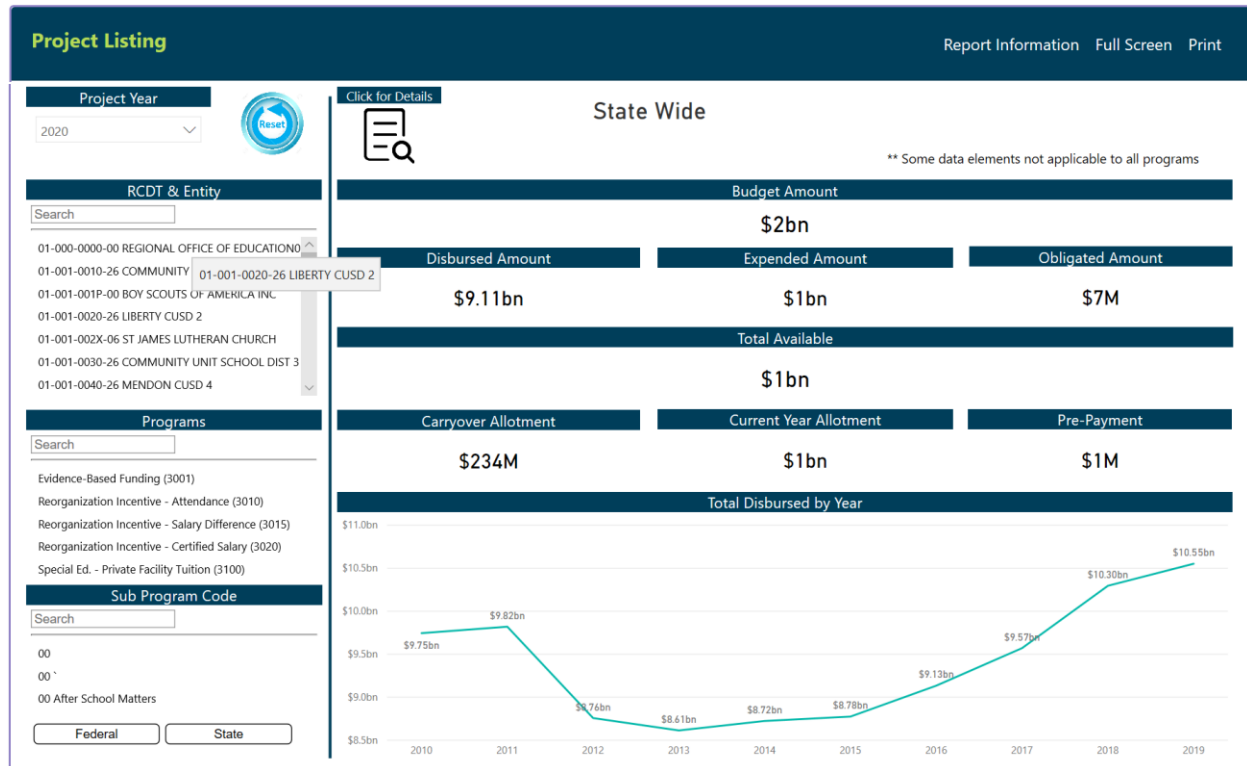 Project Listing
Report Information Full Screen Print
Project Year
2020
Reset
Click for Details
State Wide
** Some data elements not applicable to all programs
RCDT & Entity
Search
01-000-0000-00 REGIONAL OFFICE OF EDUCATION0
01-001-0010-26 COMMUNITY
01-001-0020-26 LIBERTY CUSD 2
01-001-001P-00 BOY SCOUTS OF AMERICA INC
01-001-0020-26 LIBERTY CUSD 2
01-001-002X-06 ST JAMES LUTHERAN CHURCH
01-001-0030-26 COMMUNITY UNIT SCHOOL DIST 3
01-001-0040-26 MENDON CUSD 4
Programs
Search
Evidence-Based Funding (3001)
Reorganization Incentive - Attendance (3010)
Reorganization Incentive - Salary Difference (3015)
Reorganization Incentive - Certified Salary (3020)
Special Ed. - Private Facility Tuition (3100)
Sub Program Code
Search
00
00 `
00 After School Matters
Federal State
Budget Amount
$2bn
Disbursed Amount Expended Amount Obligated Amount
$9.11bn $1bn $7M
Total Available
$1bn
Carryover Allotment Current Year Allotment Pre-Payment
$234M $1bn $1M
Total Disbursed by Year
$11.0bn
$10.5bn
$10.0bn
$9.5bn
$9.0bn
$8.5bn
$9.75bn
$9.82bn
$8.76bn
$8.61bn
$8.72bn
$8.78bn
$9.13bn
$9.57bn
$10.30bn
$10.55bn
2010 2011 2012 2013 2014 2015 2016 2017 2018 2019